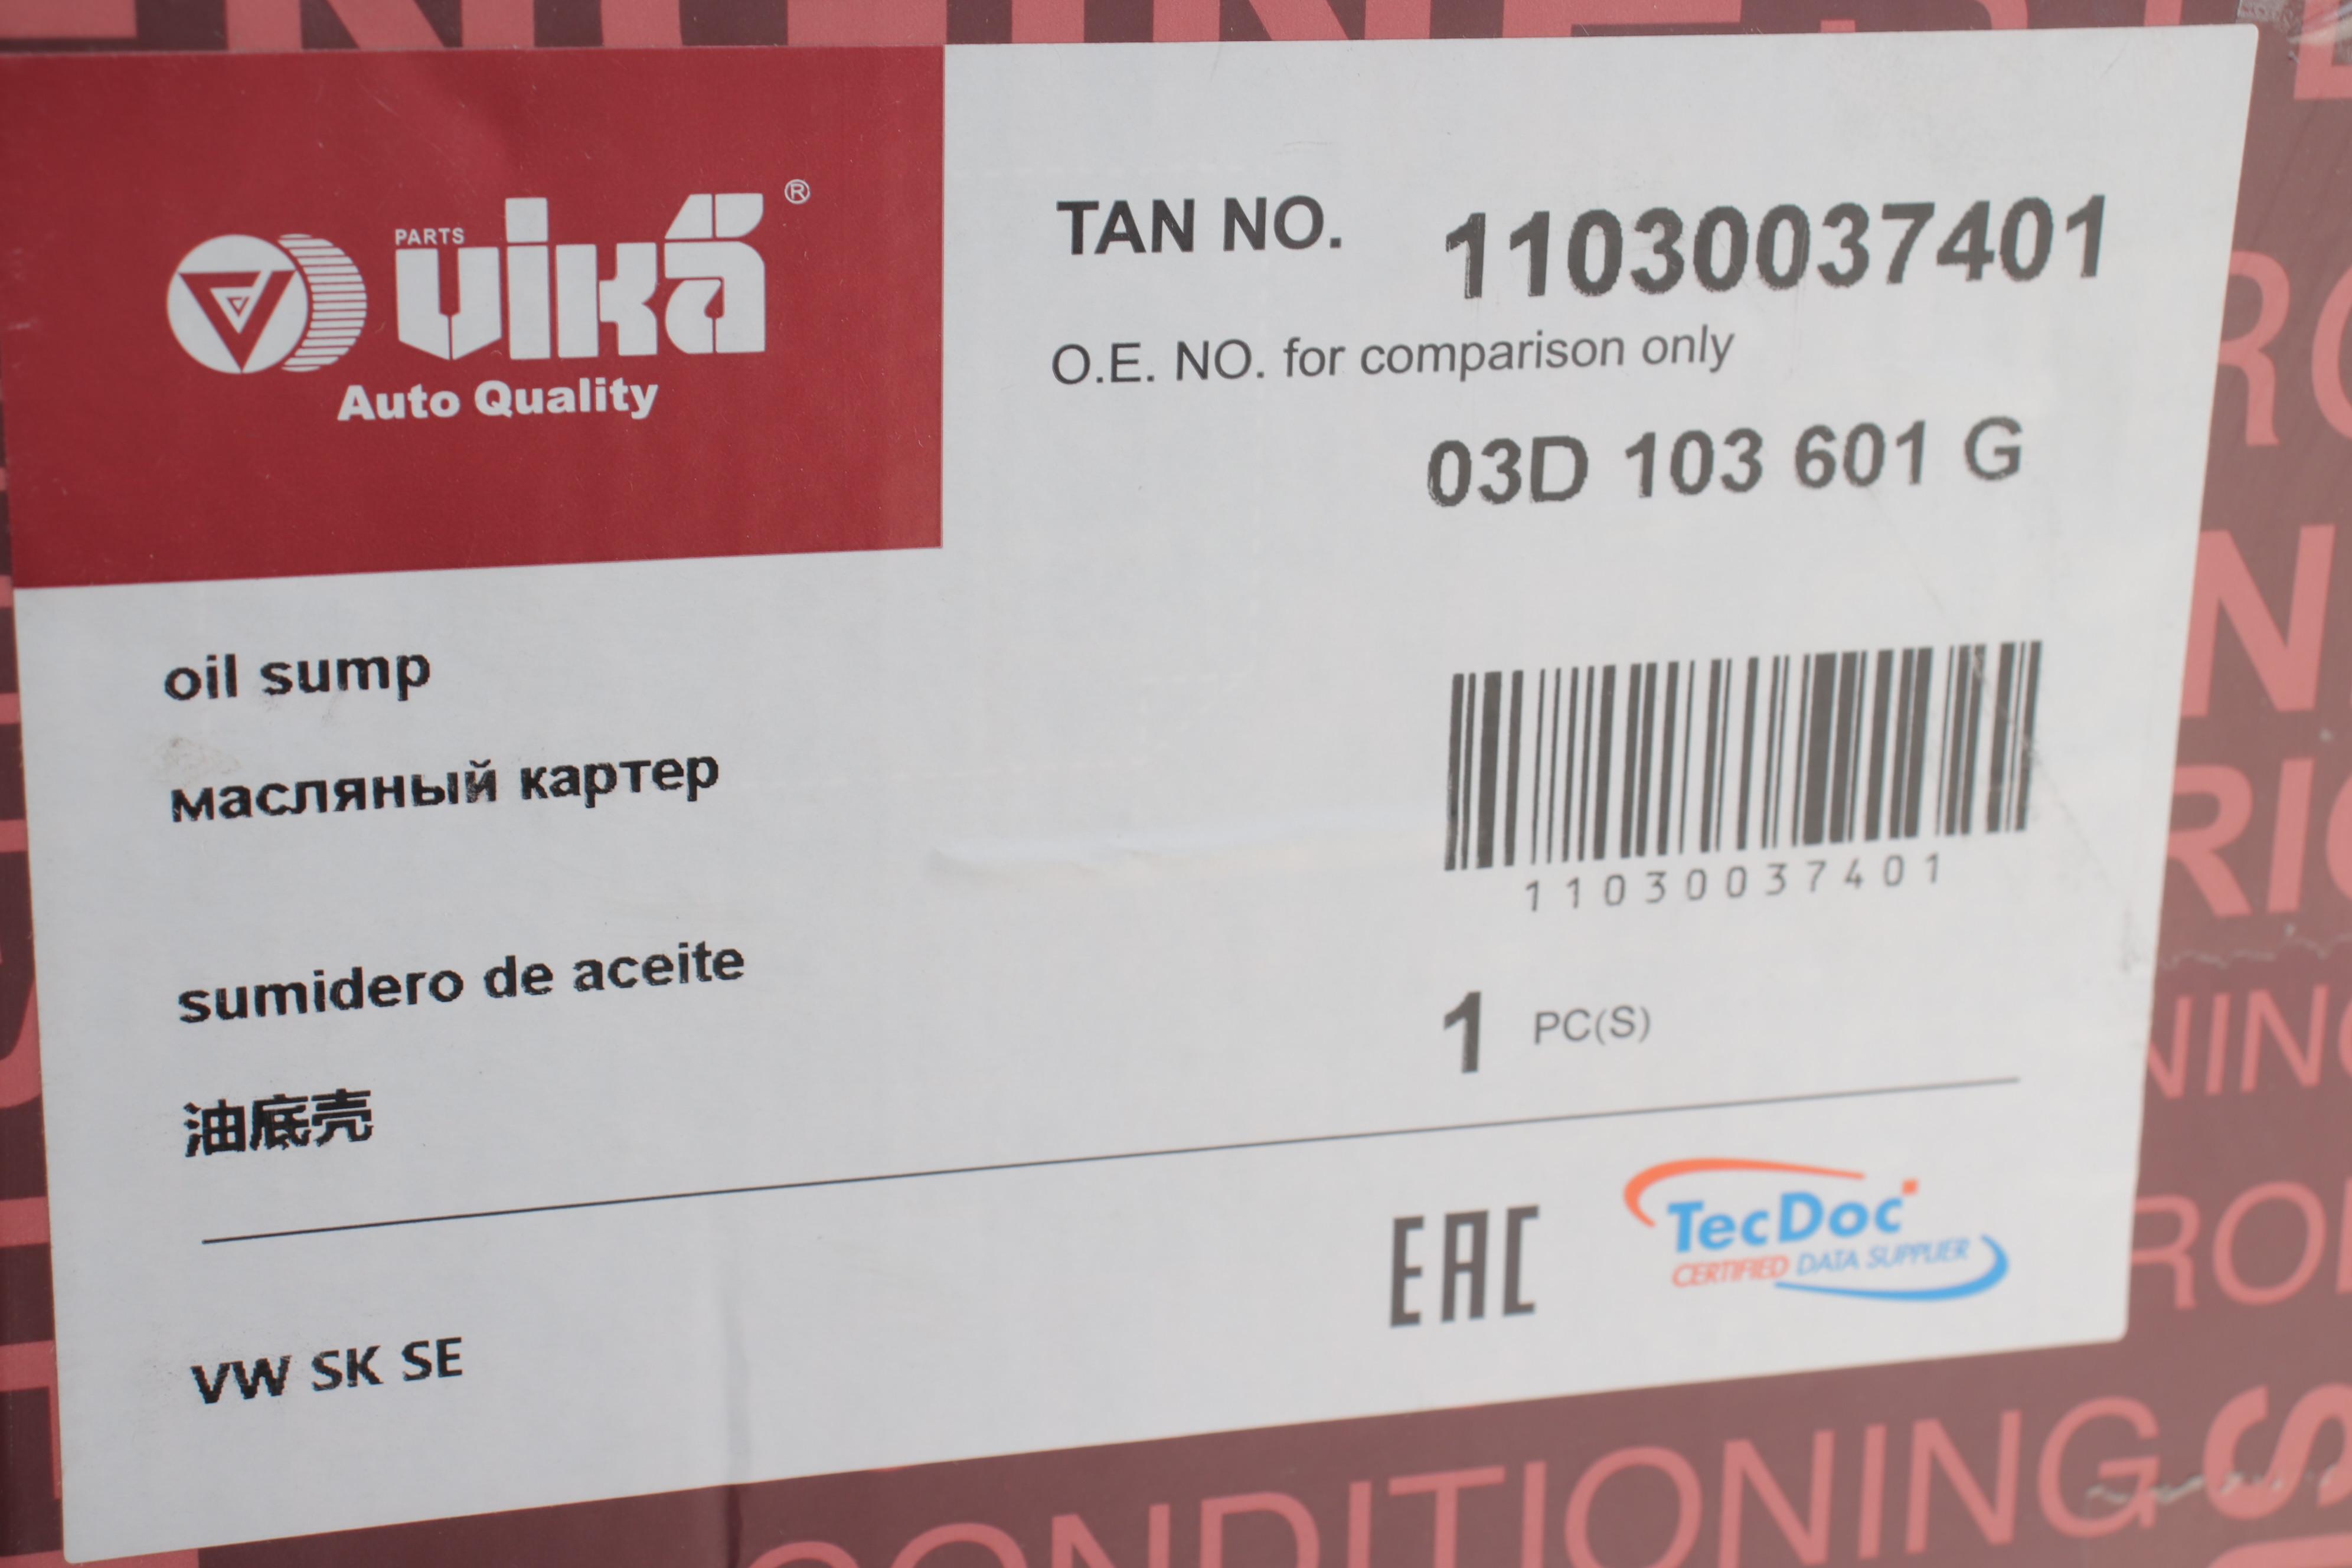 PARTS
vika®
Auto Quality
TAN NO. 11030037401
O.E. NO. for comparison only
03D 103 601 G
oil sump
масляный картер
sumidero de aceite
油底壳
11030037401
1 PC(S)
EAC
TecDoc
CERTIFIED DATA SUPPLIER
VW SK SE
CONDITIONING